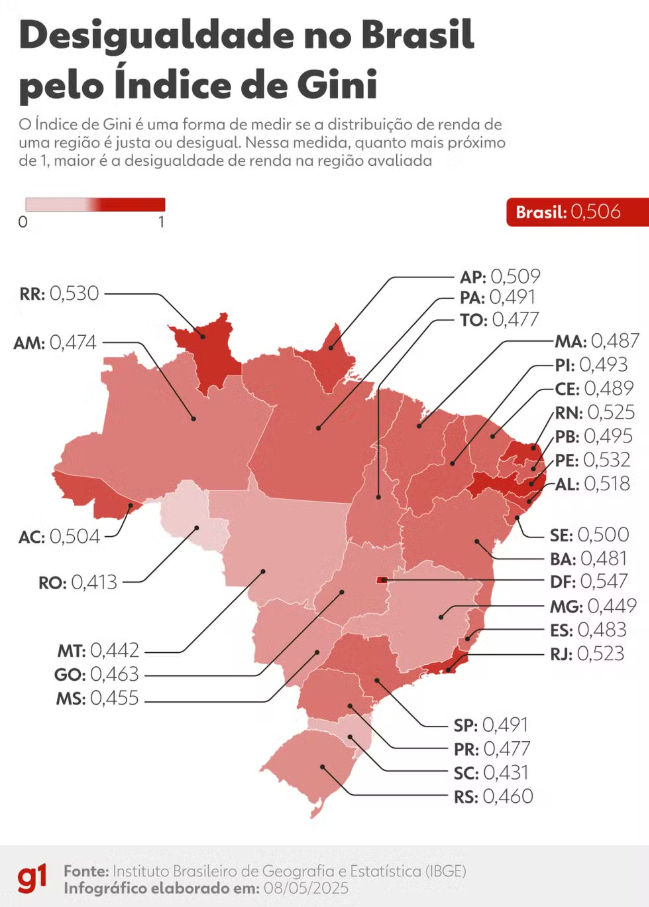 Desigualdade no Brasil
pelo Índice de Gini
O Índice de Gini é uma forma de medir se a distribuição de renda de
uma região é justa ou desigual. Nessa medida, quanto mais próximo
de 1, maior é a desigualdade de renda na região avaliada
0 1
Brasil: 0,506
RR: 0,530
AM: 0,474
AP: 0,509
PA: 0,491
TO: 0,477
MA: 0,487
PI: 0,493
CE: 0,489
RN: 0,525
PB: 0,495
PE: 0,532
AL: 0,518
AC: 0,504
RO: 0,413
SE: 0,500
BA: 0,481
DF: 0,547
MG: 0,449
ES: 0,483
RJ: 0,523
MT: 0,442
GO: 0,463
MS: 0,455
SP: 0,491
PR: 0,477
SC: 0,431
RS: 0,460
g1
Fonte: Instituto Brasileiro de Geografia e Estatística (IBGE)
Infográfico elaborado em: 08/05/2025